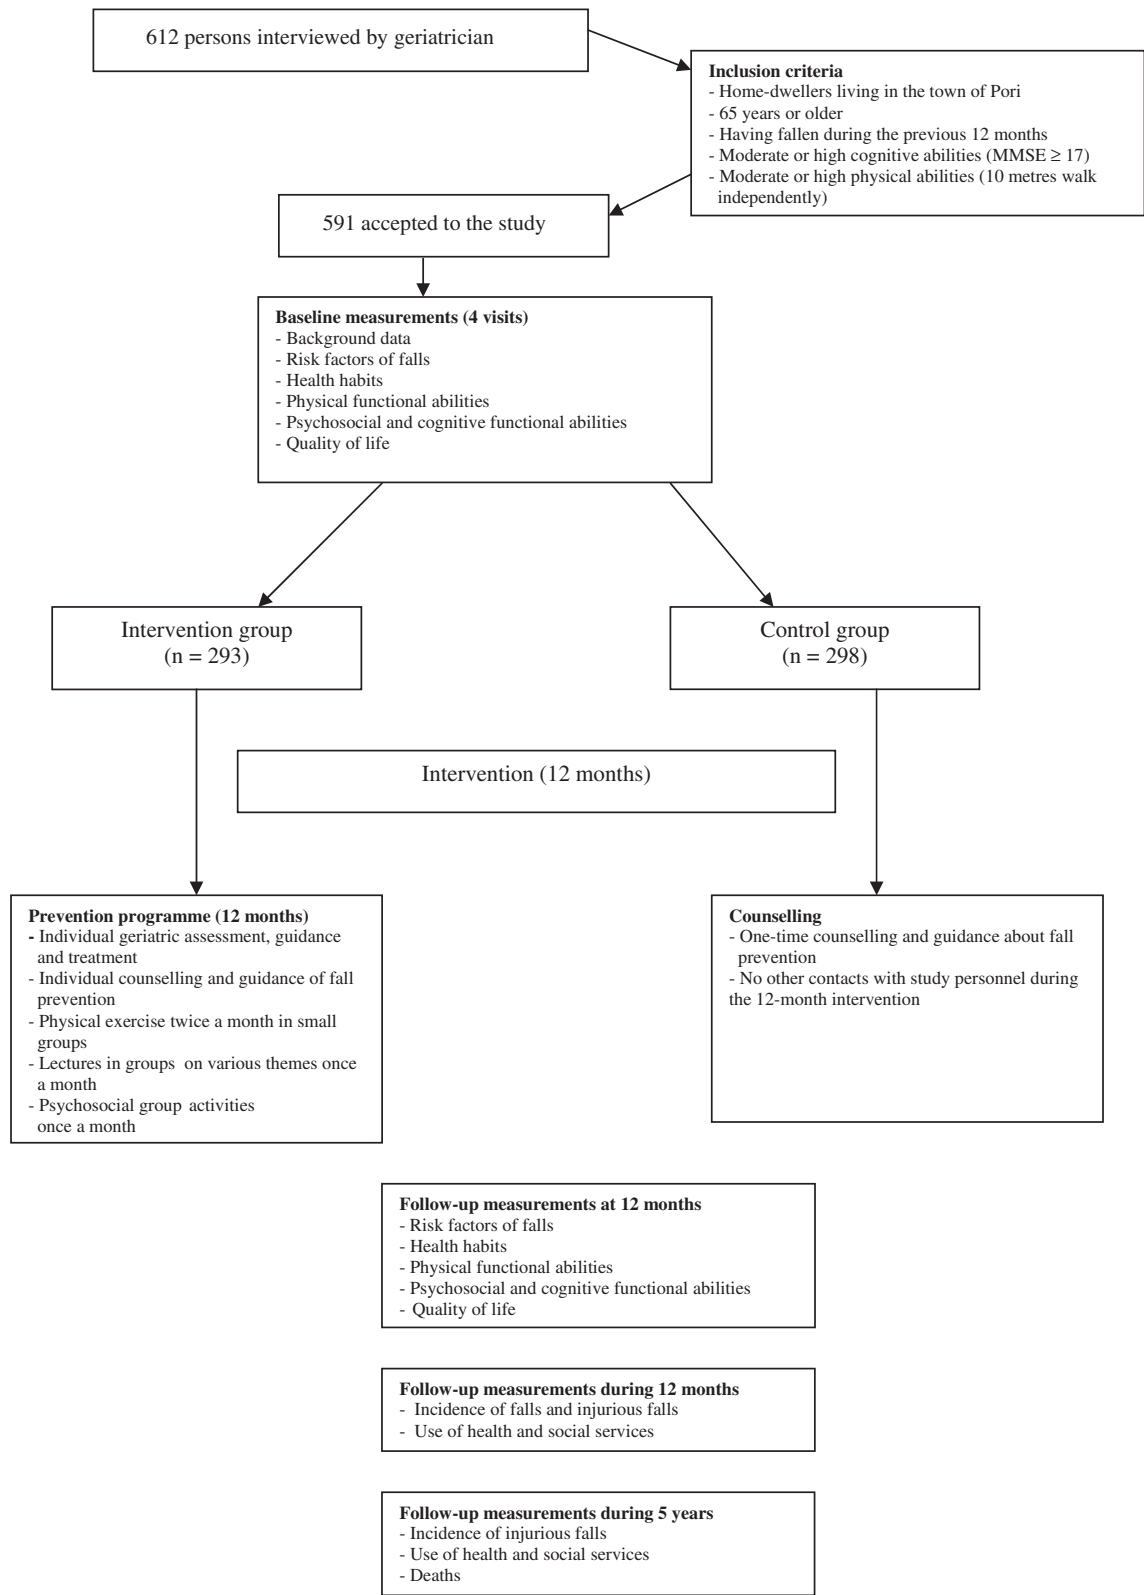 612 persons interviewed by geriatrician
Inclusion criteria
- Home-dwellers living in the town of Pori
- 65 years or older
- Having fallen during the previous 12 months
- Moderate or high cognitive abilities (MMSE ≥ 17)
- Moderate or high physical abilities (10 metres walk
independently)
591 accepted to the study
Baseline measurements (4 visits)
- Background data
- Risk factors of falls
- Health habits
- Physical functional abilities
- Psychosocial and cognitive functional abilities
- Quality of life
Intervention group
(n = 293)
Control group
(n = 298)
Intervention (12 months)
Prevention programme (12 months)
- Individual geriatric assessment, guidance
and treatment
- Individual counselling and guidance of fall
prevention
- Physical exercise twice a month in small
groups
- Lectures in groups on various themes once
a month
- Psychosocial group activities
once a month
Counselling
- One-time counselling and guidance about fall
prevention
- No other contacts with study personnel during
the 12-month intervention
Follow-up measurements at 12 months
- Risk factors of falls
- Health habits
- Physical functional abilities
- Psychosocial and cognitive functional abilities
- Quality of life
Follow-up measurements during 12 months
- Incidence of falls and injurious falls
- Use of health and social services
Follow-up measurements during 5 years
- Incidence of injurious falls
- Use of health and social services
- Deaths